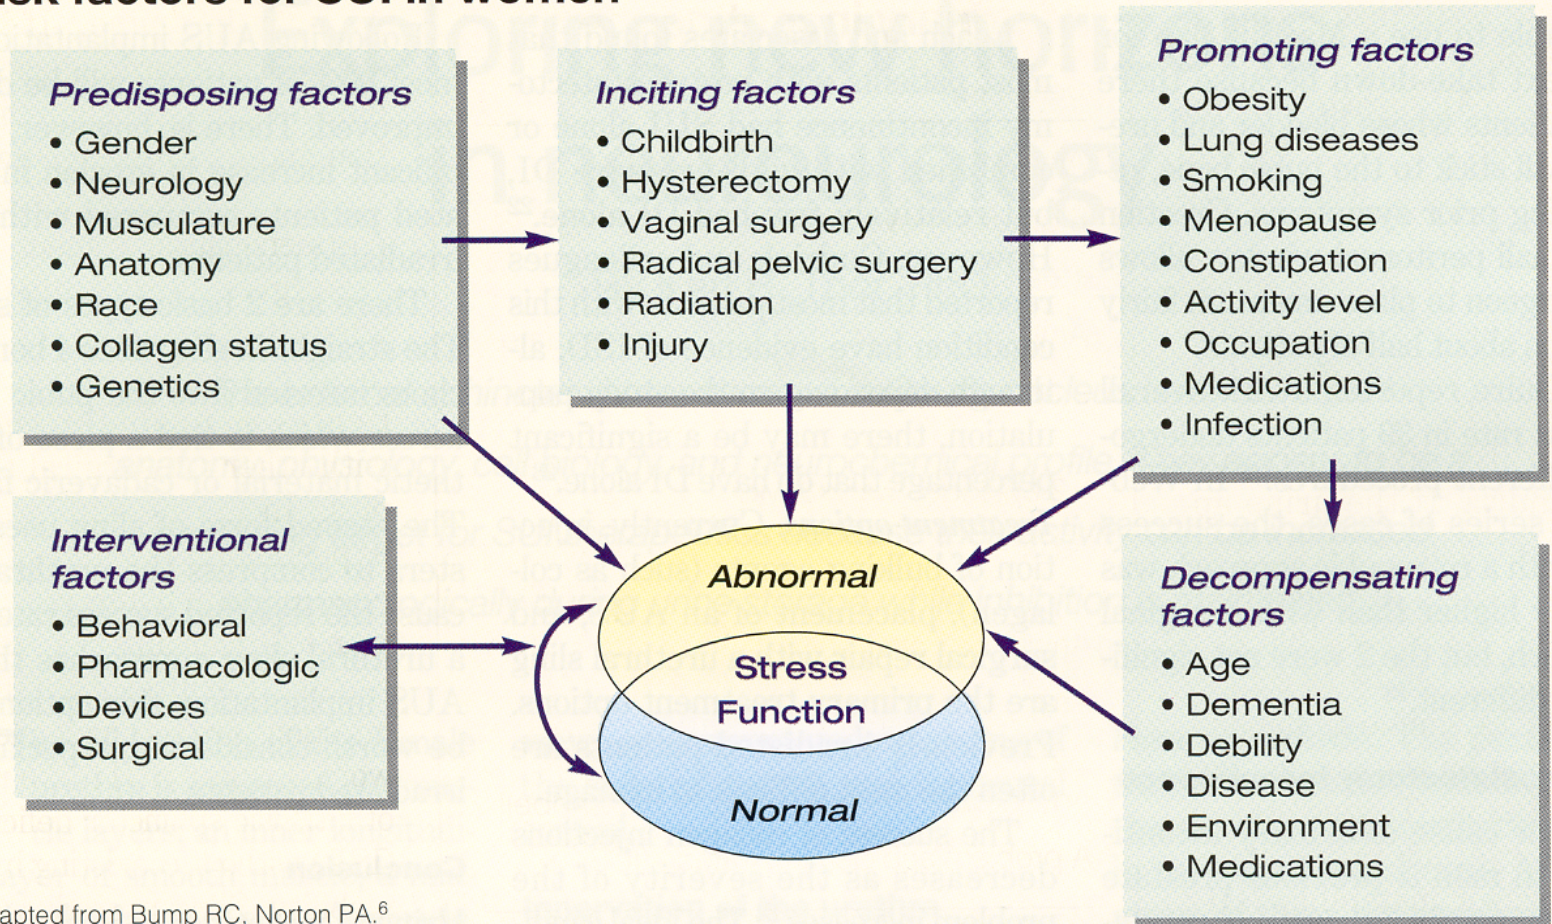 risk factors for SUI in women
Predisposing factors
• Gender
• Neurology
• Musculature
• Anatomy
• Race
• Collagen status
• Genetics
Inciting factors
• Childbirth
• Hysterectomy
• Vaginal surgery
• Radical pelvic surgery
• Radiation
• Injury
Promoting factors
• Obesity
• Lung diseases
• Smoking
• Menopause
• Constipation
• Activity level
• Occupation
• Medications
• Infection
Interventional
factors
• Behavioral
• Pharmacologic
• Devices
• Surgical
Abnormal
Stress
Function
Normal
Decompensating
factors
• Age
• Dementia
• Debility
• Disease
• Environment
• Medications
apted from Bump RC, Norton PA.6